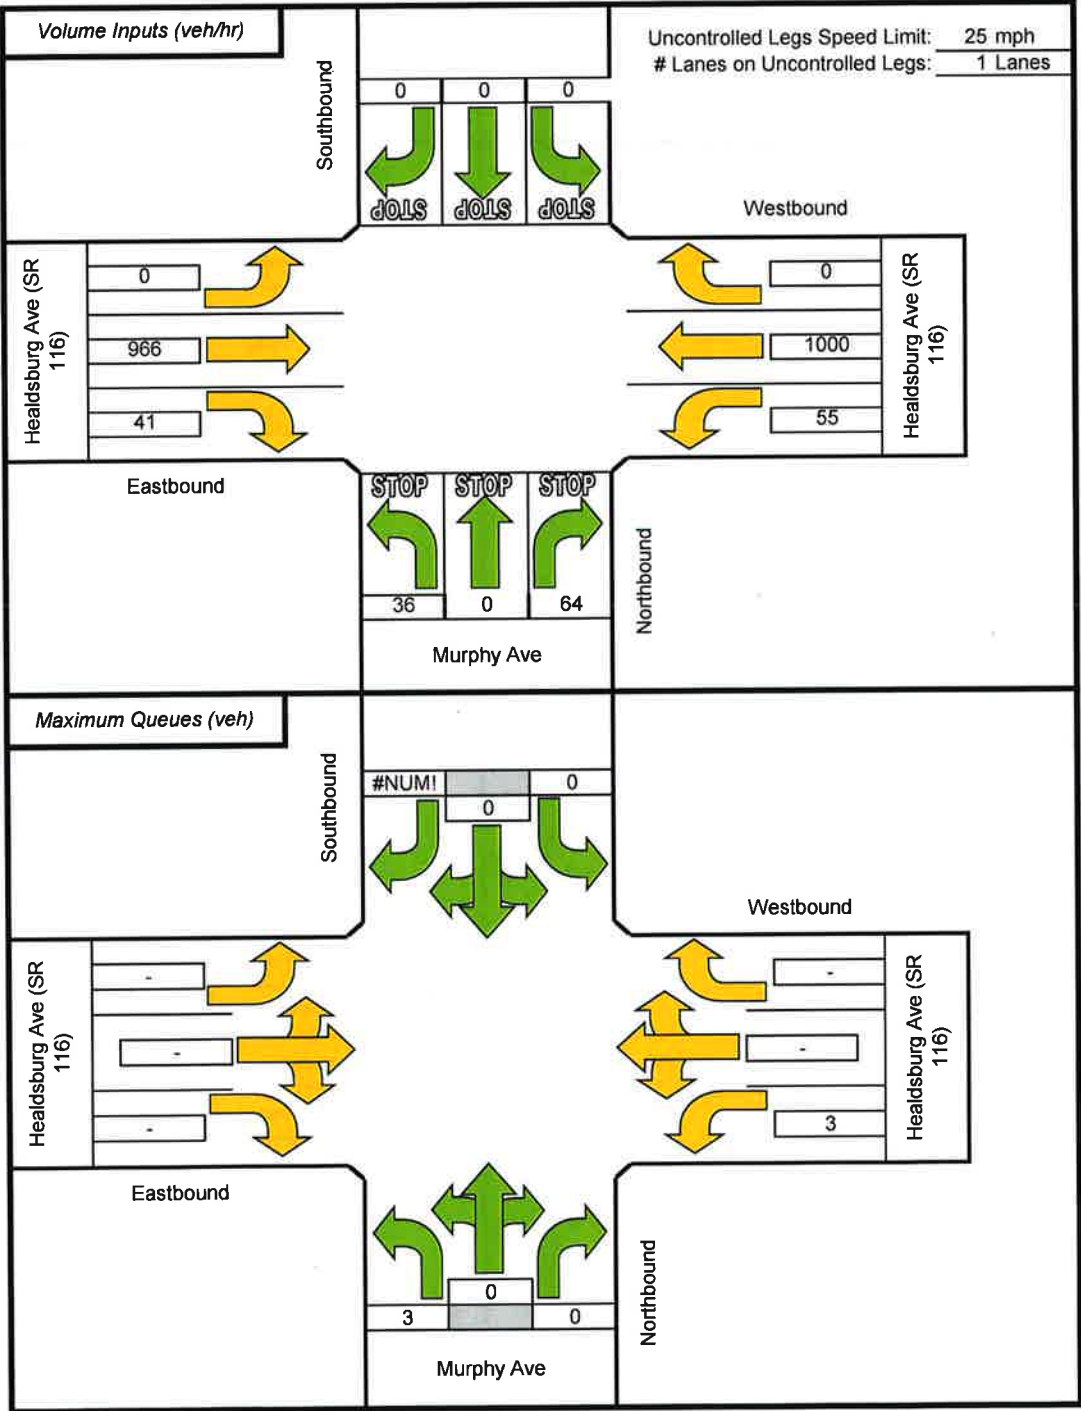 Volume Inputs (veh/hr)
Uncontrolled Legs Speed Limit: 25 mph
# Lanes on Uncontrolled Legs: 1 Lanes
Southbound
0 0 0
STOP STOP STOP
Westbound
Healdsburg Ave (SR
116)
0
966
41
0
1000
55
Healdsburg Ave (SR
116)
Eastbound
STOP STOP STOP
36 0 64
Northbound
Murphy Ave
Maximum Queues (veh)
Southbound
#NUM! 0
0
Westbound
Healdsburg Ave (SR
116)
-
-
-
-
-
3
Healdsburg Ave (SR
116)
Eastbound
0
3 0
Northbound
Murphy Ave